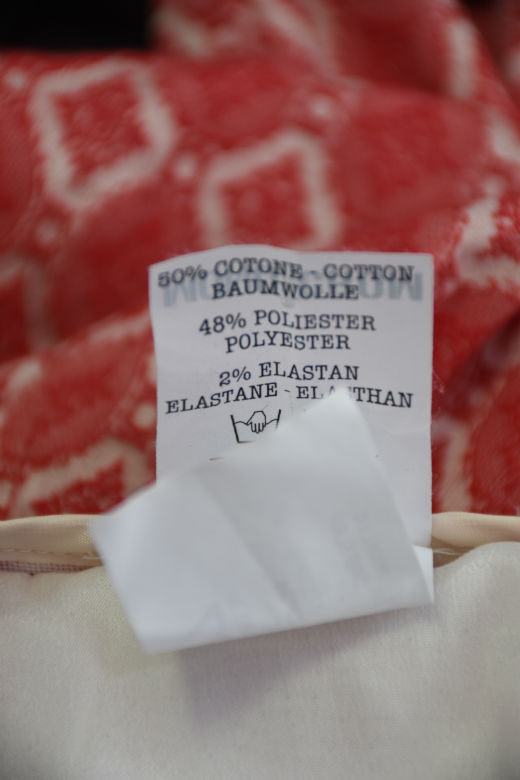 50% COTONE - COTTON
BAUMWOLLE
48% POLIESTER
POLYESTER
2% ELASTAN
ELASTANE - ELASTHAN